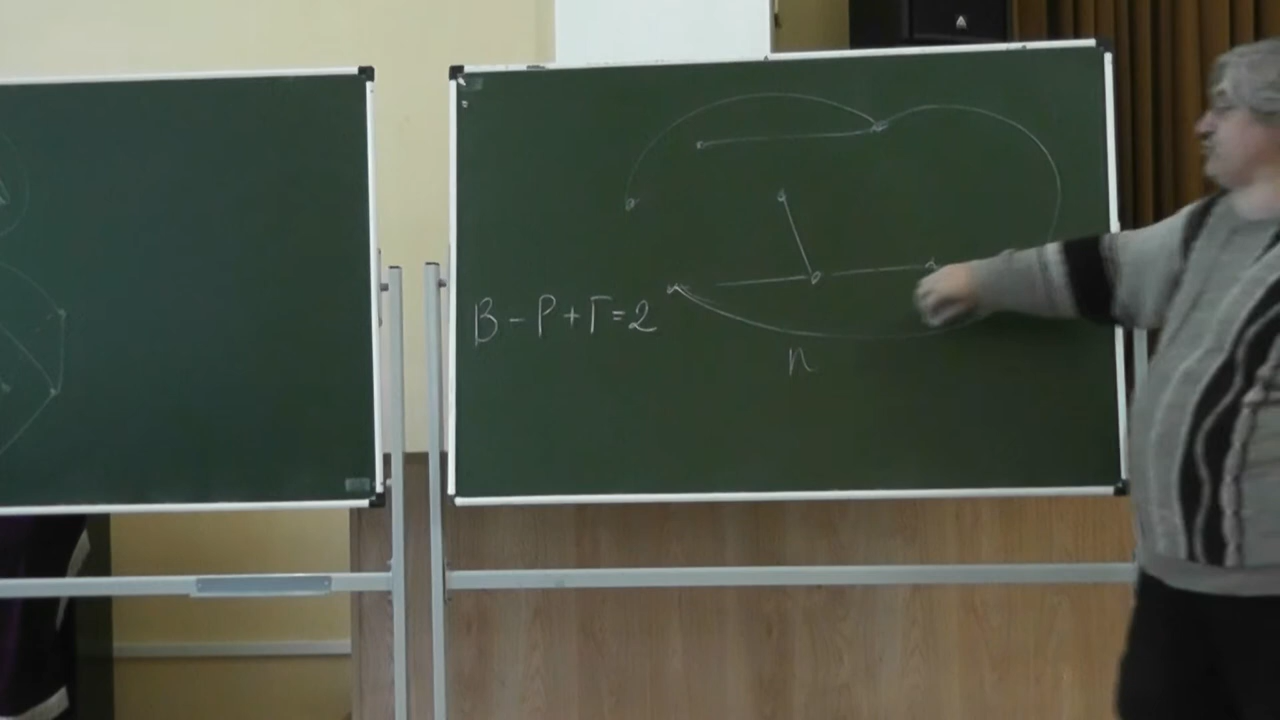 В - Р + Г = 2
n